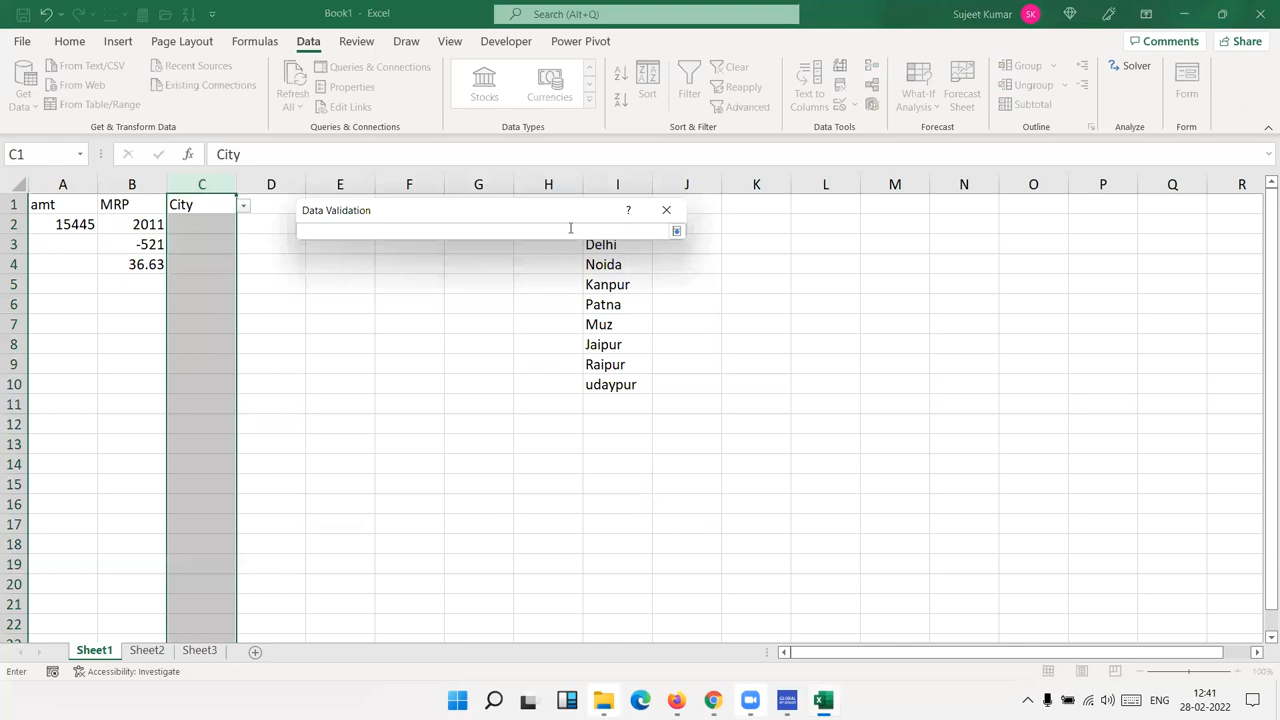 Book1 - Excel
Search (Alt+Q)
Sujeet Kumar
SK
File
Home
Insert
Page Layout
Formulas
Data
Review
View
Developer
Help
Power Pivot
Comments
Share
Get Data
From Text/CSV
From Web
From Table/Range
Recent Sources
Existing Connections
Get & Transform Data
Refresh All
Queries & Connections
Properties
Edit Links
Queries & Connections
Stocks
Currencies
Data Types
Sort
Filter
Clear
Reapply
Advanced
Sort & Filter
Text to Columns
Data Tools
What-If Analysis
Forecast Sheet
Forecast
Group
Ungroup
Subtotal
Outline
Solver
Analyze
Form
Form
C1
fx
City
A B C D E F G H I J K L M N O P Q R
1 amt MRP City
Data Validation
?
2 15445 2011
3 -521 Delhi
4 36.63 Noida
5 Kanpur
6 Patna
7 Muz
8 Jaipur
9 Raipur
10 udaypur
11
12
13
14
15
16
17
18
19
20
21
22
Sheet1
Sheet2
Sheet3
Enter
Accessibility: Investigate
100%
ENG
12:41
28-02-2022